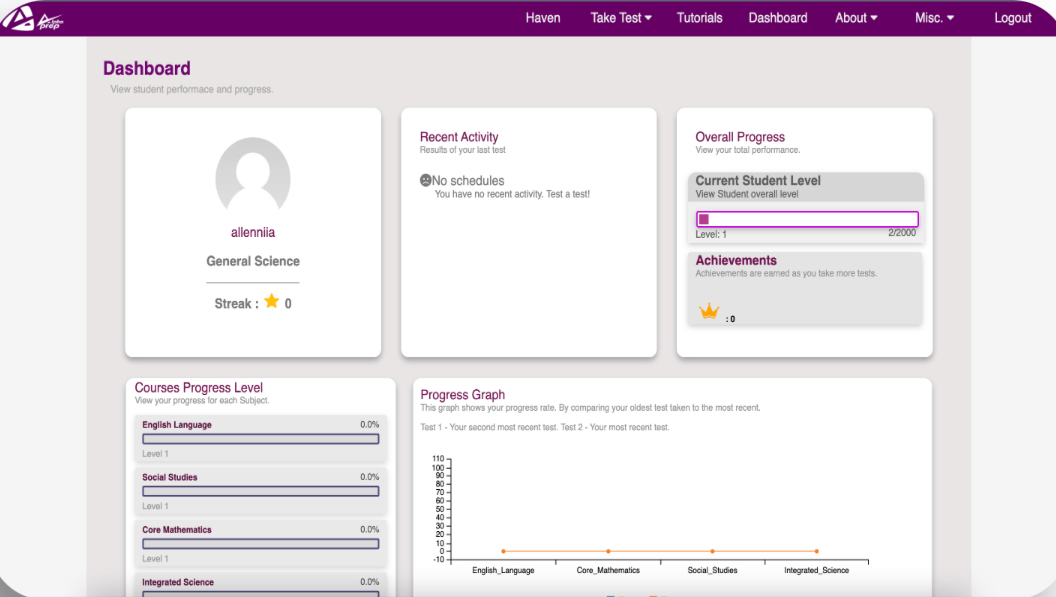 prep
Haven
Take Test
Tutorials
Dashboard
About
Misc.
Logout
Dashboard
View student performace and progress.
allenniia
General Science
Streak : 0
Recent Activity
Results of your last test
No schedules
You have no recent activity. Test a test!
Overall Progress
View your total performance.
Current Student Level
View Student overall level
Level: 1
2/2000
Achievements
Achievements are earned as you take more tests.
: 0
Courses Progress Level
View your progress for each Subject.
English Language 0.0%
Level 1
Social Studies 0.0%
Level 1
Core Mathematics 0.0%
Level 1
Integrated Science 0.0%
Progress Graph
This graph shows your progress rate. By comparing your oldest test taken to the most recent.
Test 1 - Your second most recent test. Test 2 - Your most recent test.
110
100
90
80
70
60
50
40
30
20
10
0
-10
English_Language
Core_Mathematics
Social_Studies
Integrated_Science